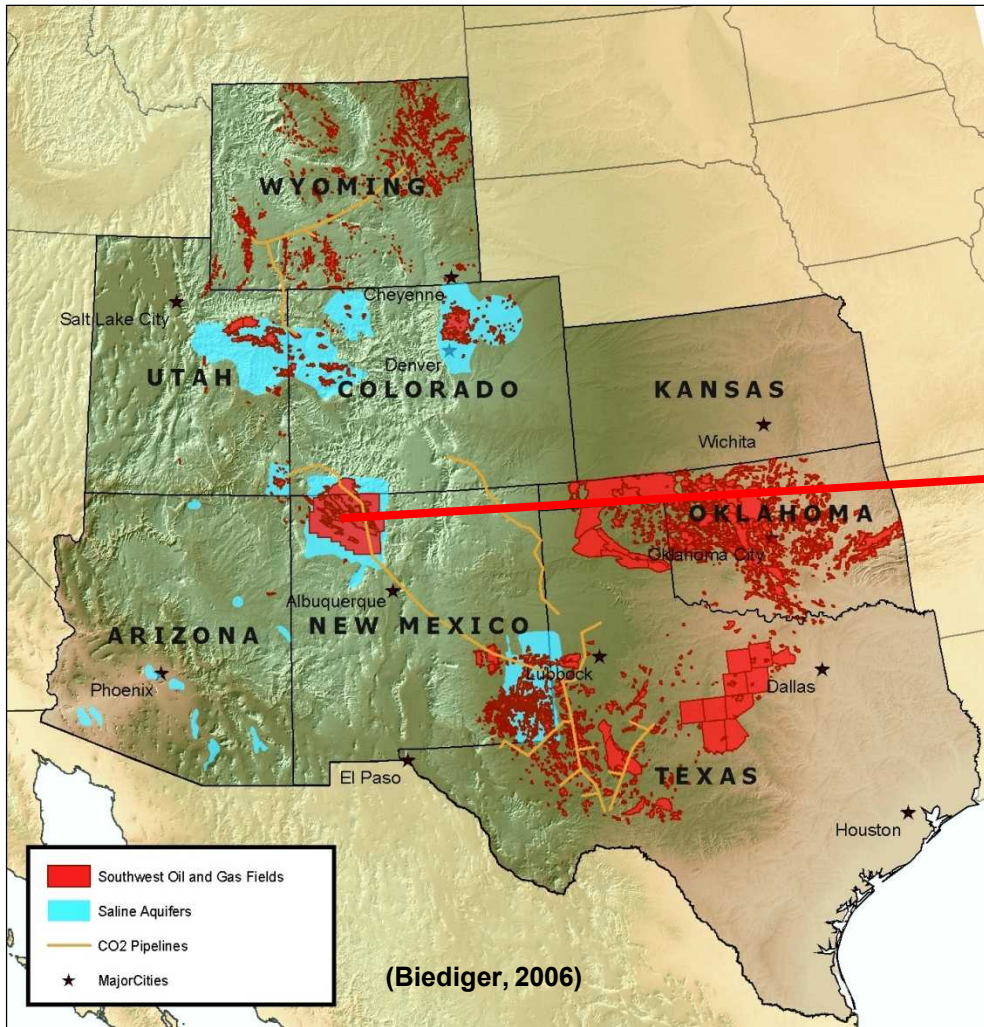 WYOMING
Cheyenne
Salt Lake City
Denver
UTAH
COLORADO
KANSAS
Wichita
OKLAHOMA
Oklahoma City
Albuquerque
NEW MEXICO
ARIZONA
Phoenix
Lubbock
Dallas
El Paso
TEXAS
Houston
Southwest Oil and Gas Fields
Saline Aquifers
CO2 Pipelines
MajorCities
(Biediger, 2006)